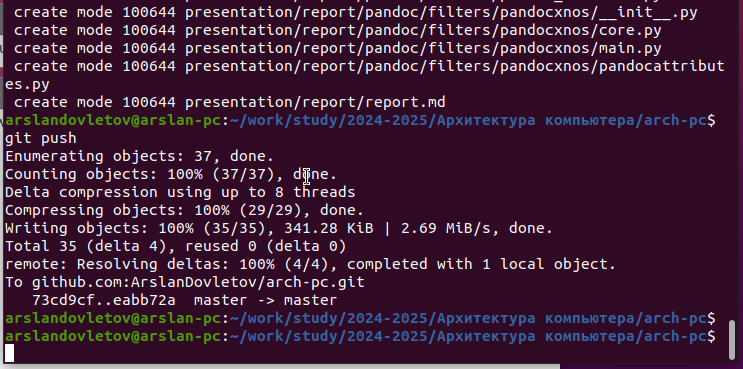 create mode 100644 presentation/report/pandoc/filters/pandocxnos/__init__.py
create mode 100644 presentation/report/pandoc/filters/pandocxnos/core.py
create mode 100644 presentation/report/pandoc/filters/pandocxnos/main.py
create mode 100644 presentation/report/pandoc/filters/pandocxnos/pandocattribut
es.py
create mode 100644 presentation/report/report.md
arslandovletov@arslan-pc:~/work/study/2024-2025/Архитектура компьютера/arch-pc$
git push
Enumerating objects: 37, done.
Counting objects: 100% (37/37), done.
Delta compression using up to 8 threads
Compressing objects: 100% (29/29), done.
Writing objects: 100% (35/35), 341.28 KiB | 2.69 MiB/s, done.
Total 35 (delta 4), reused 0 (delta 0)
remote: Resolving deltas: 100% (4/4), completed with 1 local object.
To github.com:ArslanDovletov/arch-pc.git
73cd9cf..eabb72a  master -> master
arslandovletov@arslan-pc:~/work/study/2024-2025/Архитектура компьютера/arch-pc$
arslandovletov@arslan-pc:~/work/study/2024-2025/Архитектура компьютера/arch-pc$